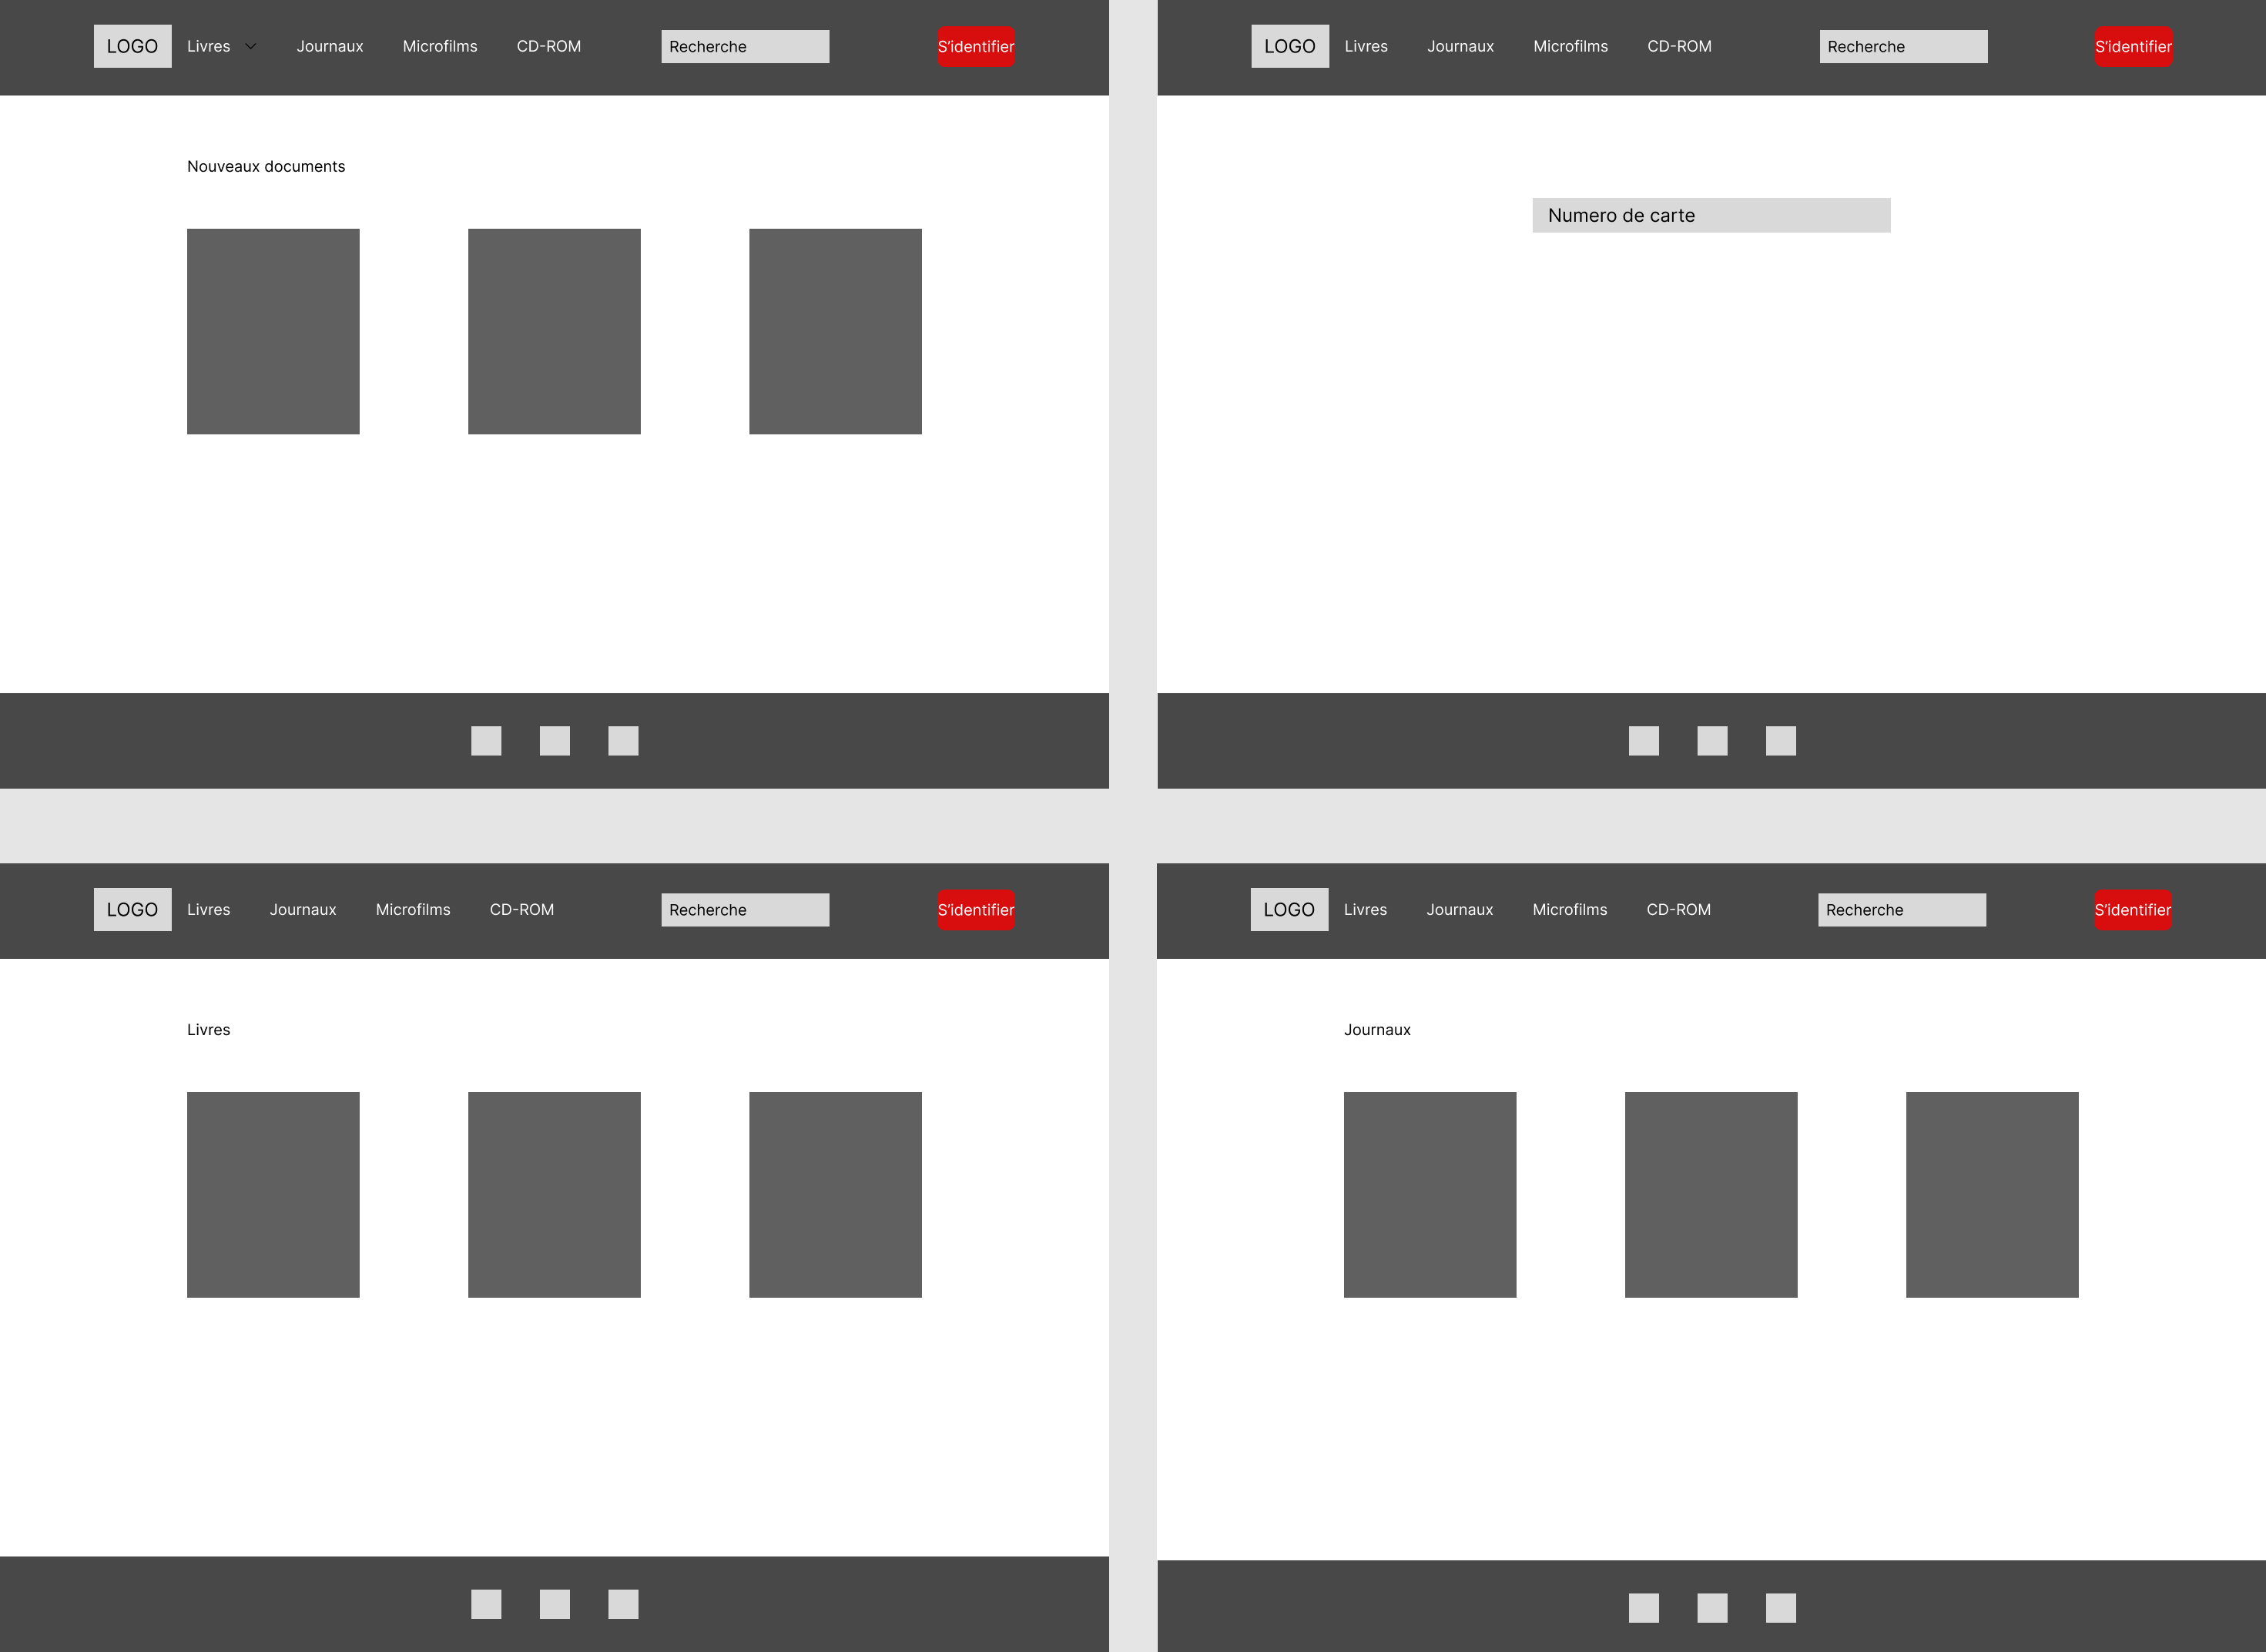 LOGO Livres Journaux Microfilms CD-ROM Recherche S’identifier
Nouveaux documents
LOGO Livres Journaux Microfilms CD-ROM Recherche S’identifier
Numero de carte
LOGO Livres Journaux Microfilms CD-ROM Recherche S’identifier
Livres
LOGO Livres Journaux Microfilms CD-ROM Recherche S’identifier
Journaux